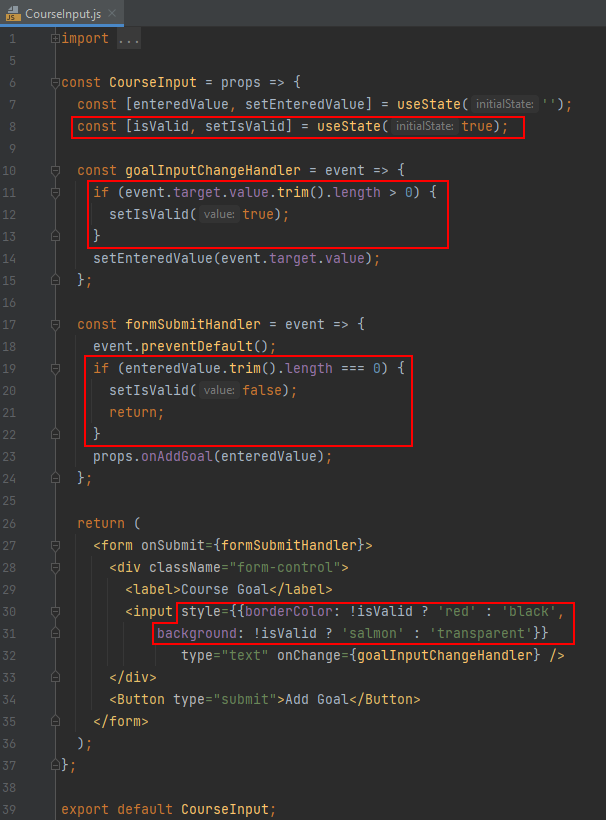 CourseInput.js
1 import ...
5
6 const CourseInput = props => {
7 const [enteredValue, setEnteredValue] = useState( initialState: '');
8 const [isValid, setIsValid] = useState( initialState: true);
9
10 const goalInputChangeHandler = event => {
11 if (event.target.value.trim().length > 0) {
12 setIsValid( value: true);
13 }
14 setEnteredValue(event.target.value);
15 };
16
17 const formSubmitHandler = event => {
18 event.preventDefault();
19 if (enteredValue.trim().length === 0) {
20 setIsValid( value: false);
21 return;
22 }
23 props.onAddGoal(enteredValue);
24 };
25
26 return (
27 <form onSubmit={formSubmitHandler}>
28 <div className="form-control">
29 <label>Course Goal</label>
30 <input style={{borderColor: !isValid ? 'red' : 'black',
31 background: !isValid ? 'salmon' : 'transparent'}}
32 type="text" onChange={goalInputChangeHandler} />
33 </div>
34 <Button type="submit">Add Goal</Button>
35 </form>
36 );
37 };
38
39 export default CourseInput;